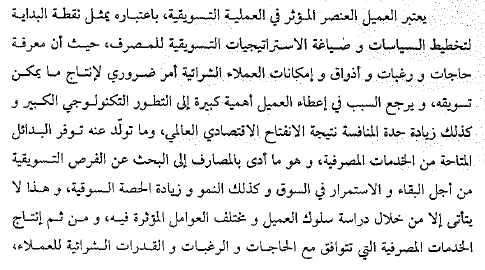 يعتبر العميل العنصر المؤثر في العملية التسويقية، باعتباره يمثل نقطة البداية
لتخطيط السياسات و صياغة الاستراتيجيات التسويقية للمصرف، حيث أن معرفة
حاجات و رغبات و أذواق و إمكانات العملاء الشرائية أمر ضروري لإنتاج ما يمكن
تسويقه، و يرجع السبب في إعطاء العميل أهمية كبيرة إلى التطور التكنولوجي الكبير و
كذلك زيادة حدة المنافسة نتيجة الانفتاح الاقتصادي العالمي، وما تولّد عنه توفر البدائل
المتاحة من الخدمات المصرفية، و هو ما أدى بالمصارف إلى البحث عن الفرص التسويقية
من أجل البقاء و الاستمرار في السوق و كذلك النمو و زيادة الحصة السوقية، و هذا لا
يتأتى إلا من خلال دراسة سلوك العميل و مختلف العوامل المؤثرة فيه، و من ثم إنتاج
الخدمات المصرفية التي تتوافق مع الحاجات و الرغبات و القدرات الشرائية للعملاء،